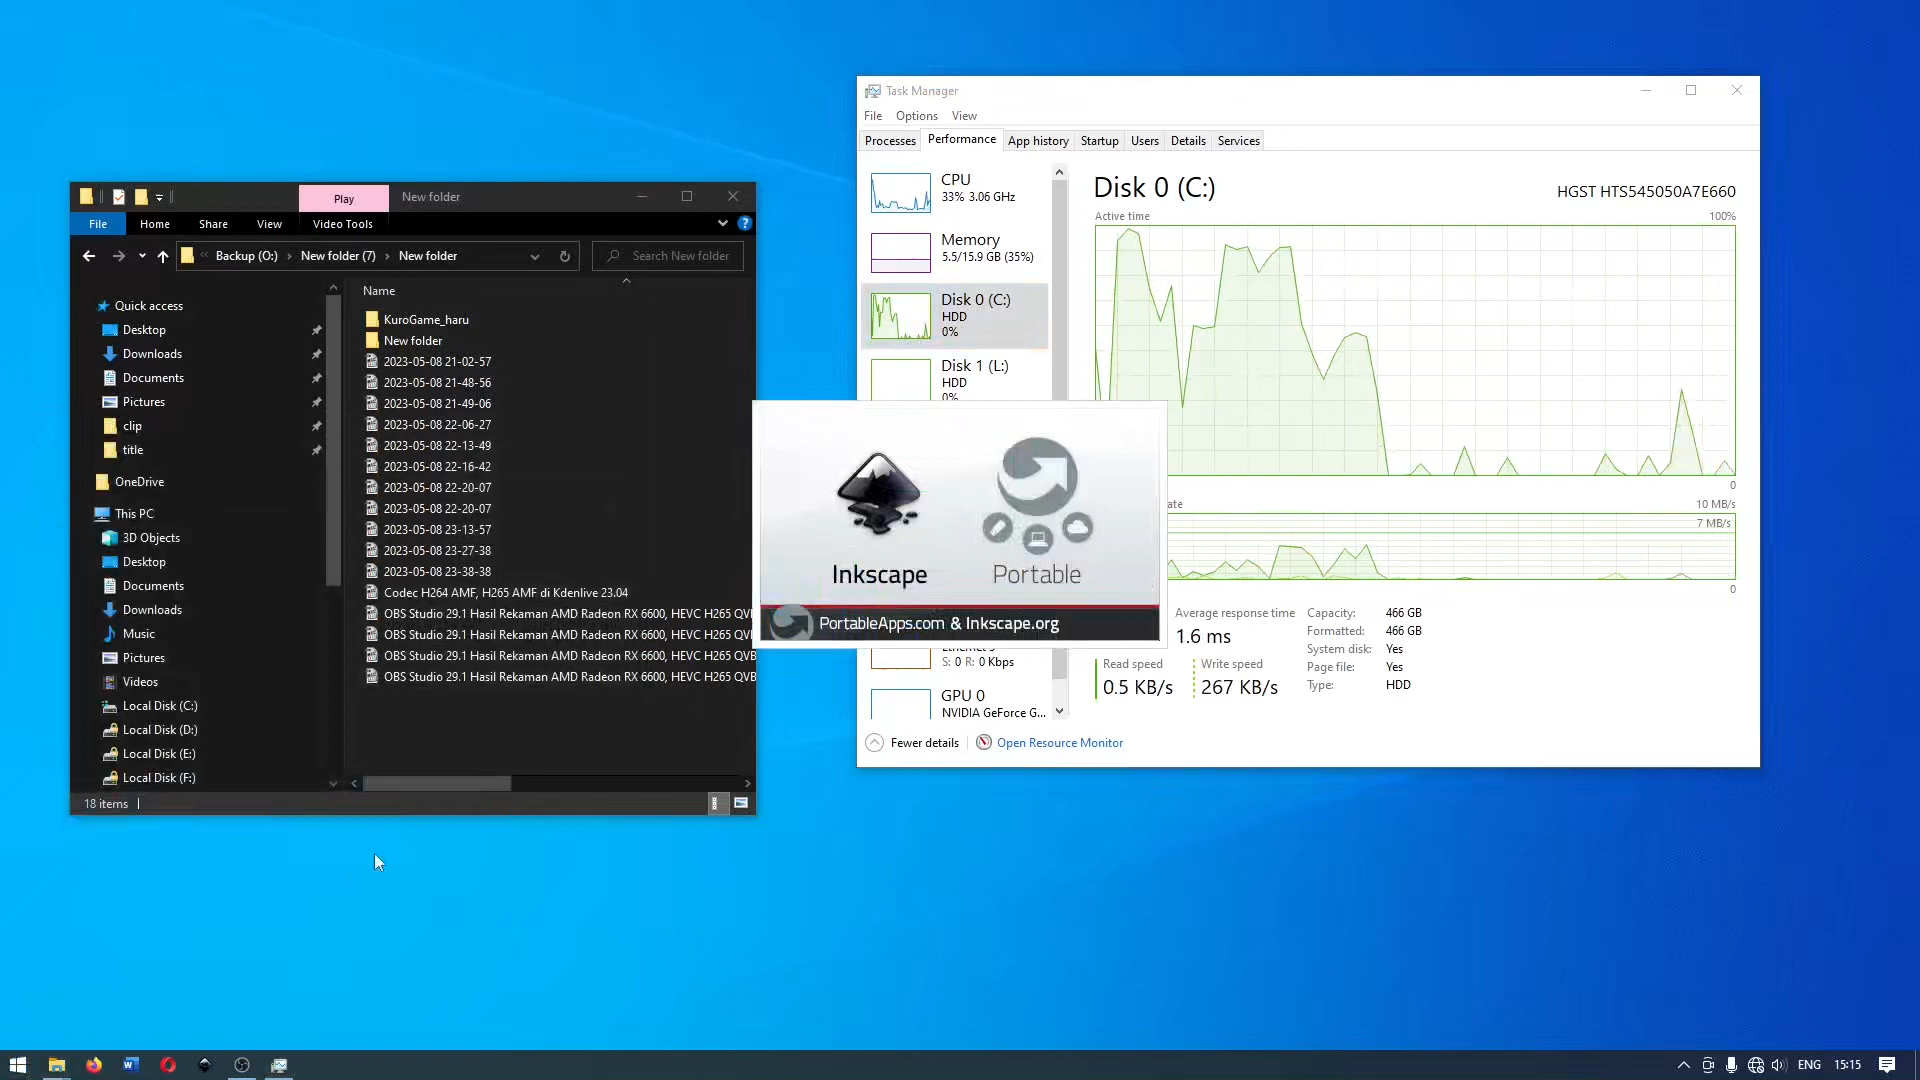 Play
New folder
File
Home
Share
View
Video Tools
Backup (O:) › New folder (7) › New folder
Search New folder
Quick access
Desktop
Downloads
Documents
Pictures
clip
title
OneDrive
This PC
3D Objects
Desktop
Documents
Downloads
Music
Pictures
Videos
Local Disk (C:)
Local Disk (D:)
Local Disk (E:)
Local Disk (F:)
Name
KuroGame_haru
New folder
2023-05-08 21-02-57
2023-05-08 21-48-56
2023-05-08 21-49-06
2023-05-08 22-06-27
2023-05-08 22-13-49
2023-05-08 22-16-42
2023-05-08 22-20-07
2023-05-08 22-20-07
2023-05-08 23-13-57
2023-05-08 23-27-38
2023-05-08 23-38-38
Codec H264 AMF, H265 AMF di Kdenlive 23.04
OBS Studio 29.1 Hasil Rekaman AMD Radeon RX 6600, HEVC H265 QVB
OBS Studio 29.1 Hasil Rekaman AMD Radeon RX 6600, HEVC H265 QVB
OBS Studio 29.1 Hasil Rekaman AMD Radeon RX 6600, HEVC H265 QVB
OBS Studio 29.1 Hasil Rekaman AMD Radeon RX 6600, HEVC H265 QVB
18 items
Task Manager
File Options View
Processes Performance App history Startup Users Details Services
CPU
33% 3.06 GHz
Memory
5.5/15.9 GB (35%)
Disk 0 (C:)
HDD
0%
Disk 1 (L:)
HDD
0%
S: 0 R: 0 Kbps
GPU 0
NVIDIA GeForce G...
Disk 0 (C:)
HGST HTS545050A7E660
Active time
100%
0
10 MB/s
7 MB/s
0
Average response time
1.6 ms
Read speed
0.5 KB/s
Write speed
267 KB/s
Capacity: 466 GB
Formatted: 466 GB
System disk: Yes
Page file: Yes
Type: HDD
Fewer details
Open Resource Monitor
Inkscape
Portable
PortableApps.com & Inkscape.org
ENG
15:15